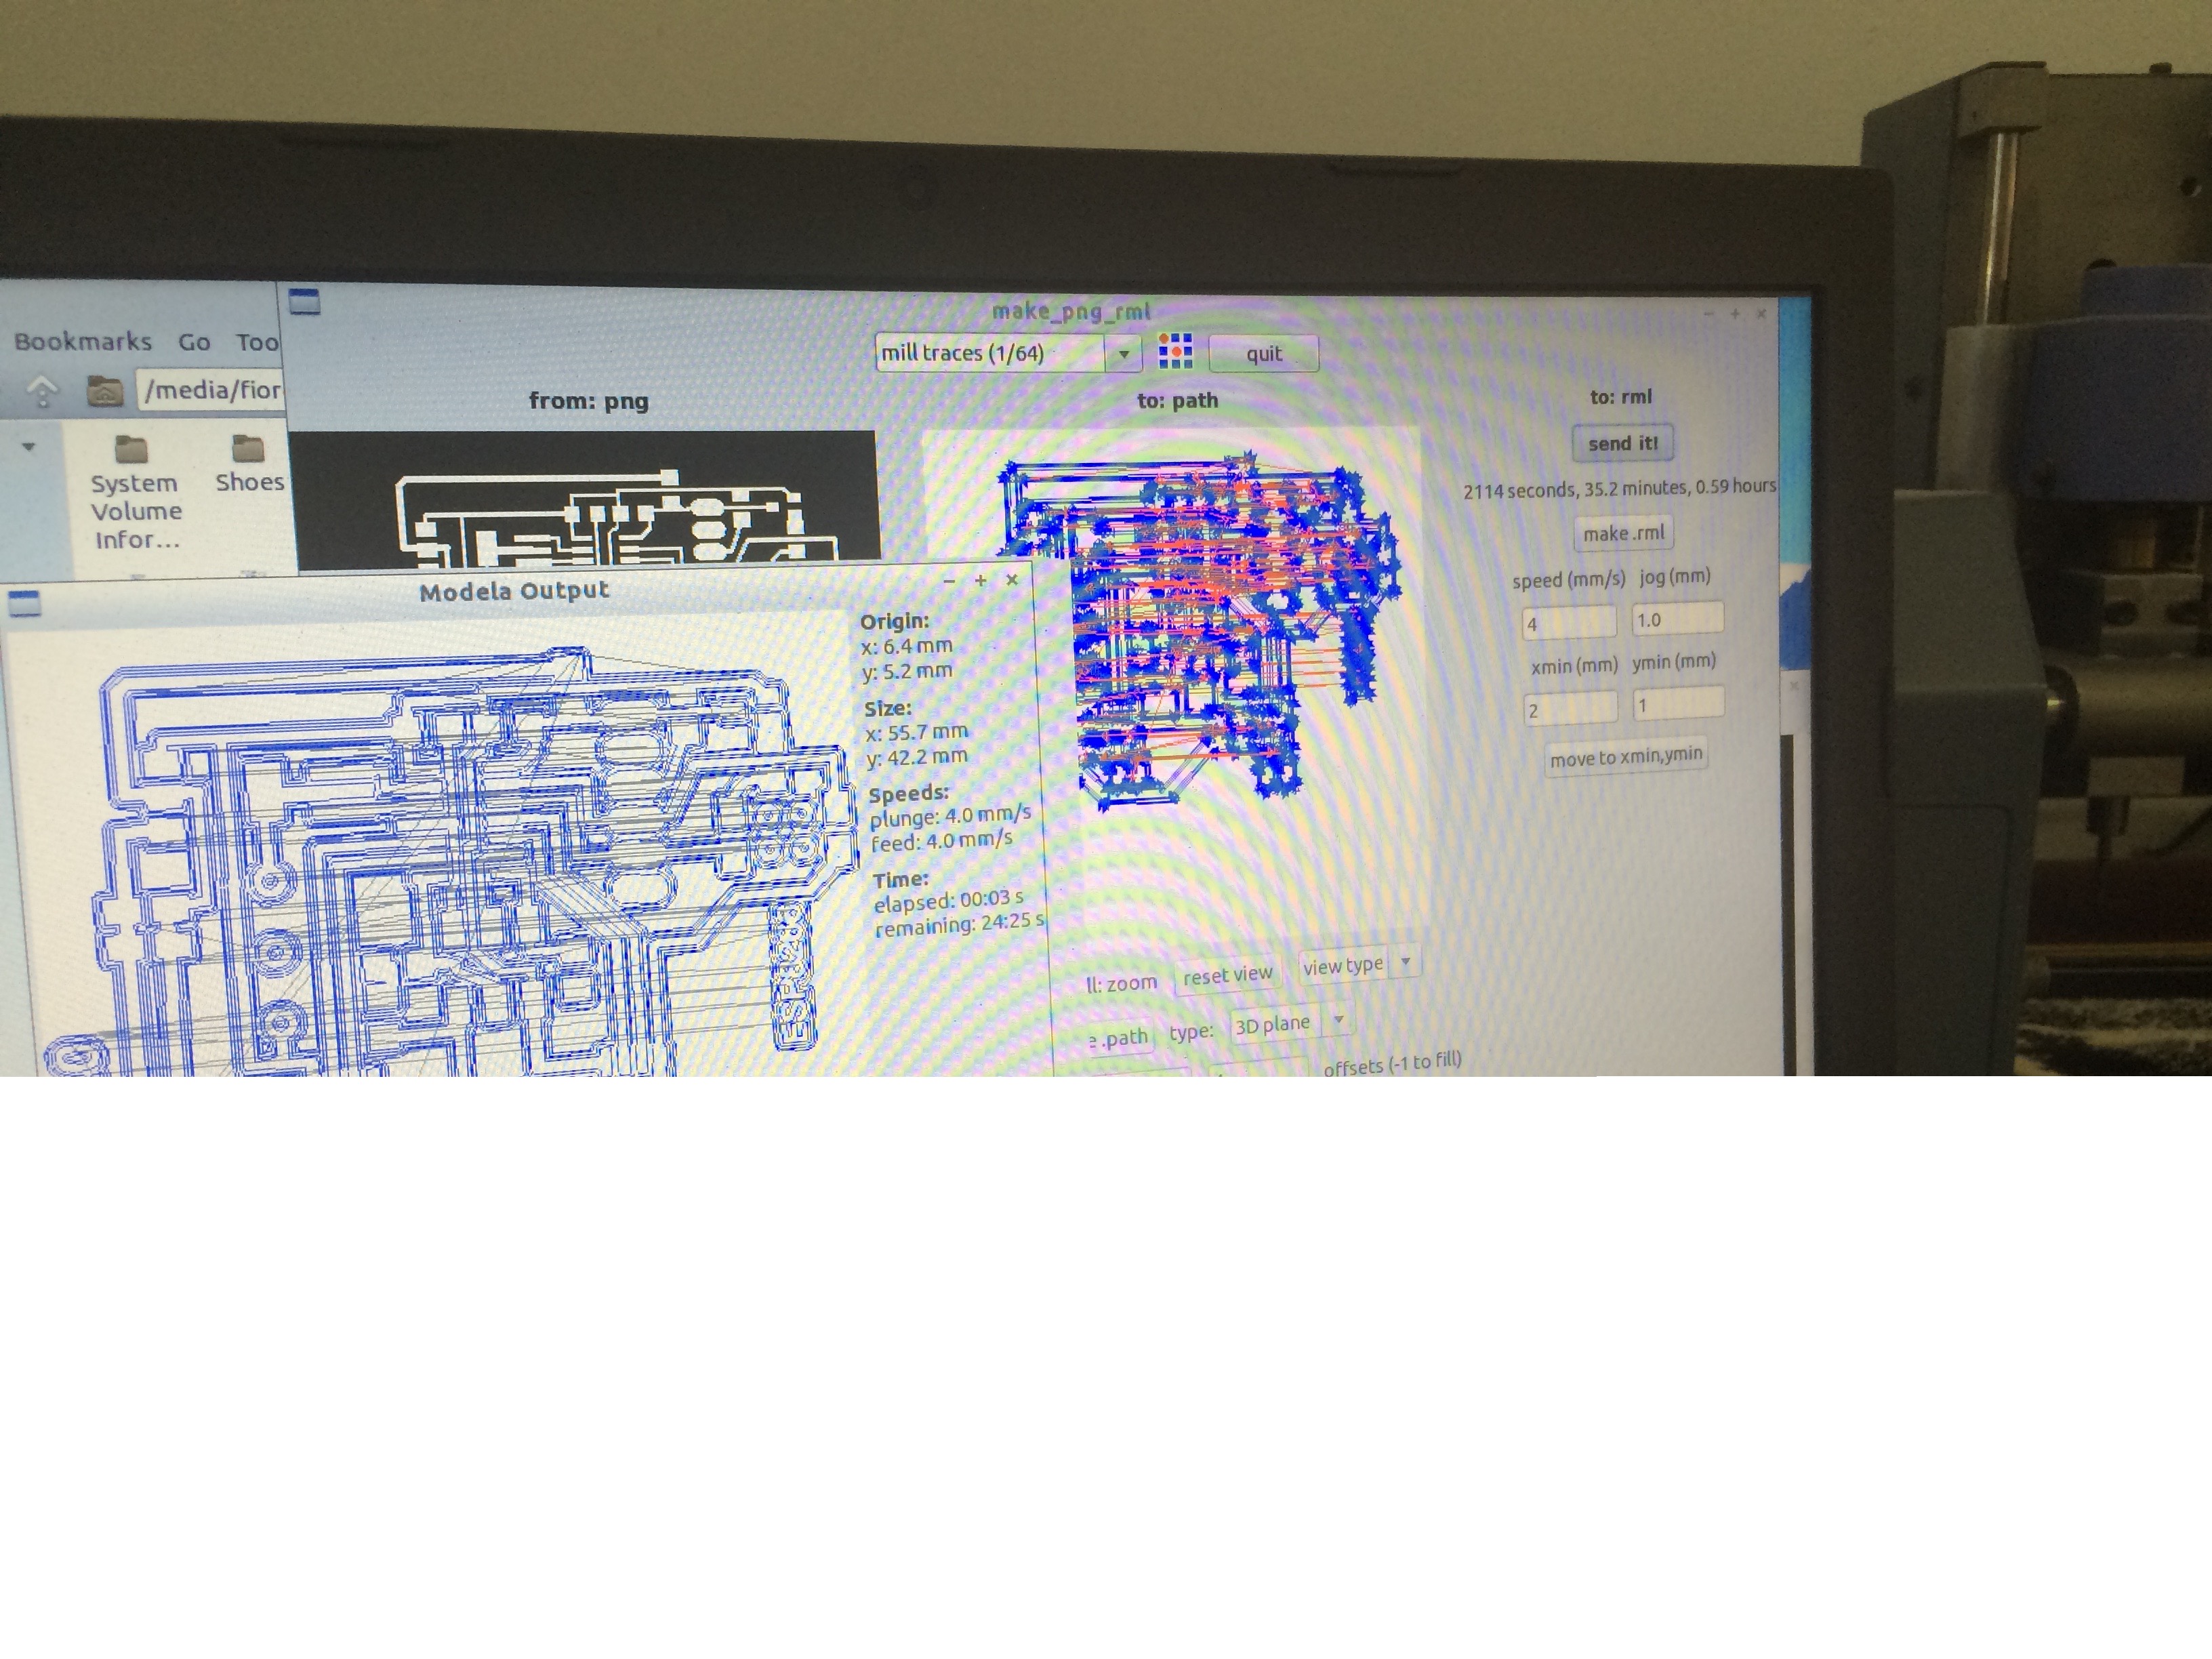 make_png_rml
Bookmarks Go Too
mill traces (1/64)
quit
/media/fior
from: png
to: path
to: rml
send it!
System
Volume
Infor...
Shoes
2114 seconds, 35.2 minutes, 0.59 hours
make .rml
speed (mm/s) jog (mm)
4
1.0
xmin (mm) ymin (mm)
2
1
move to xmin,ymin
Modela Output
Origin:
x: 6.4 mm
y: 5.2 mm
Size:
x: 55.7 mm
y: 42.2 mm
Speeds:
plunge: 4.0 mm/s
feed: 4.0 mm/s
Time:
elapsed: 00:03 s
remaining: 24:25 s
ll: zoom
reset view
view type
e .path
type:
3D plane
offsets (-1 to fill)